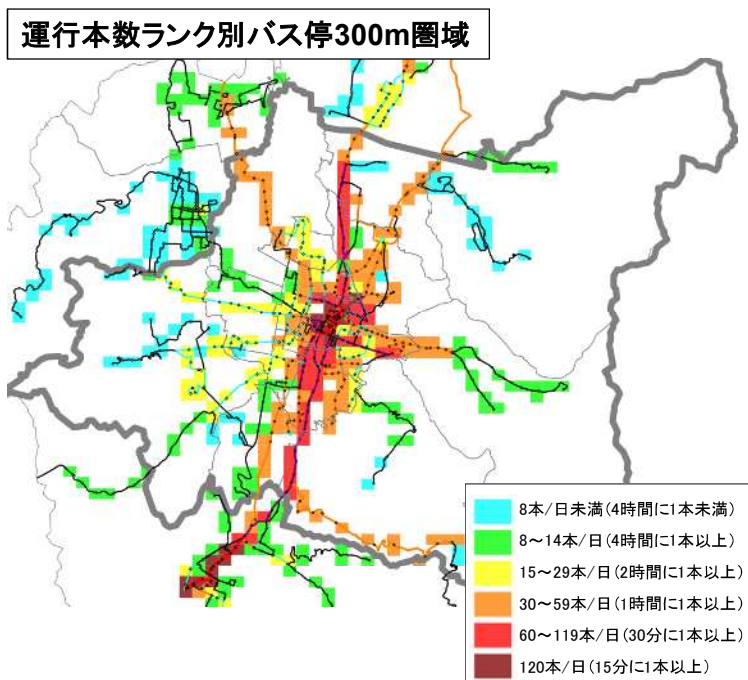 運行本数ランク別バス停300m圏域
8本/日未満(4時間に1本未満)
8～14本/日(4時間に1本以上)
15～29本/日(2時間に1本以上)
30～59本/日(1時間に1本以上)
60～119本/日(30分に1本以上)
120本/日(15分に1本以上)